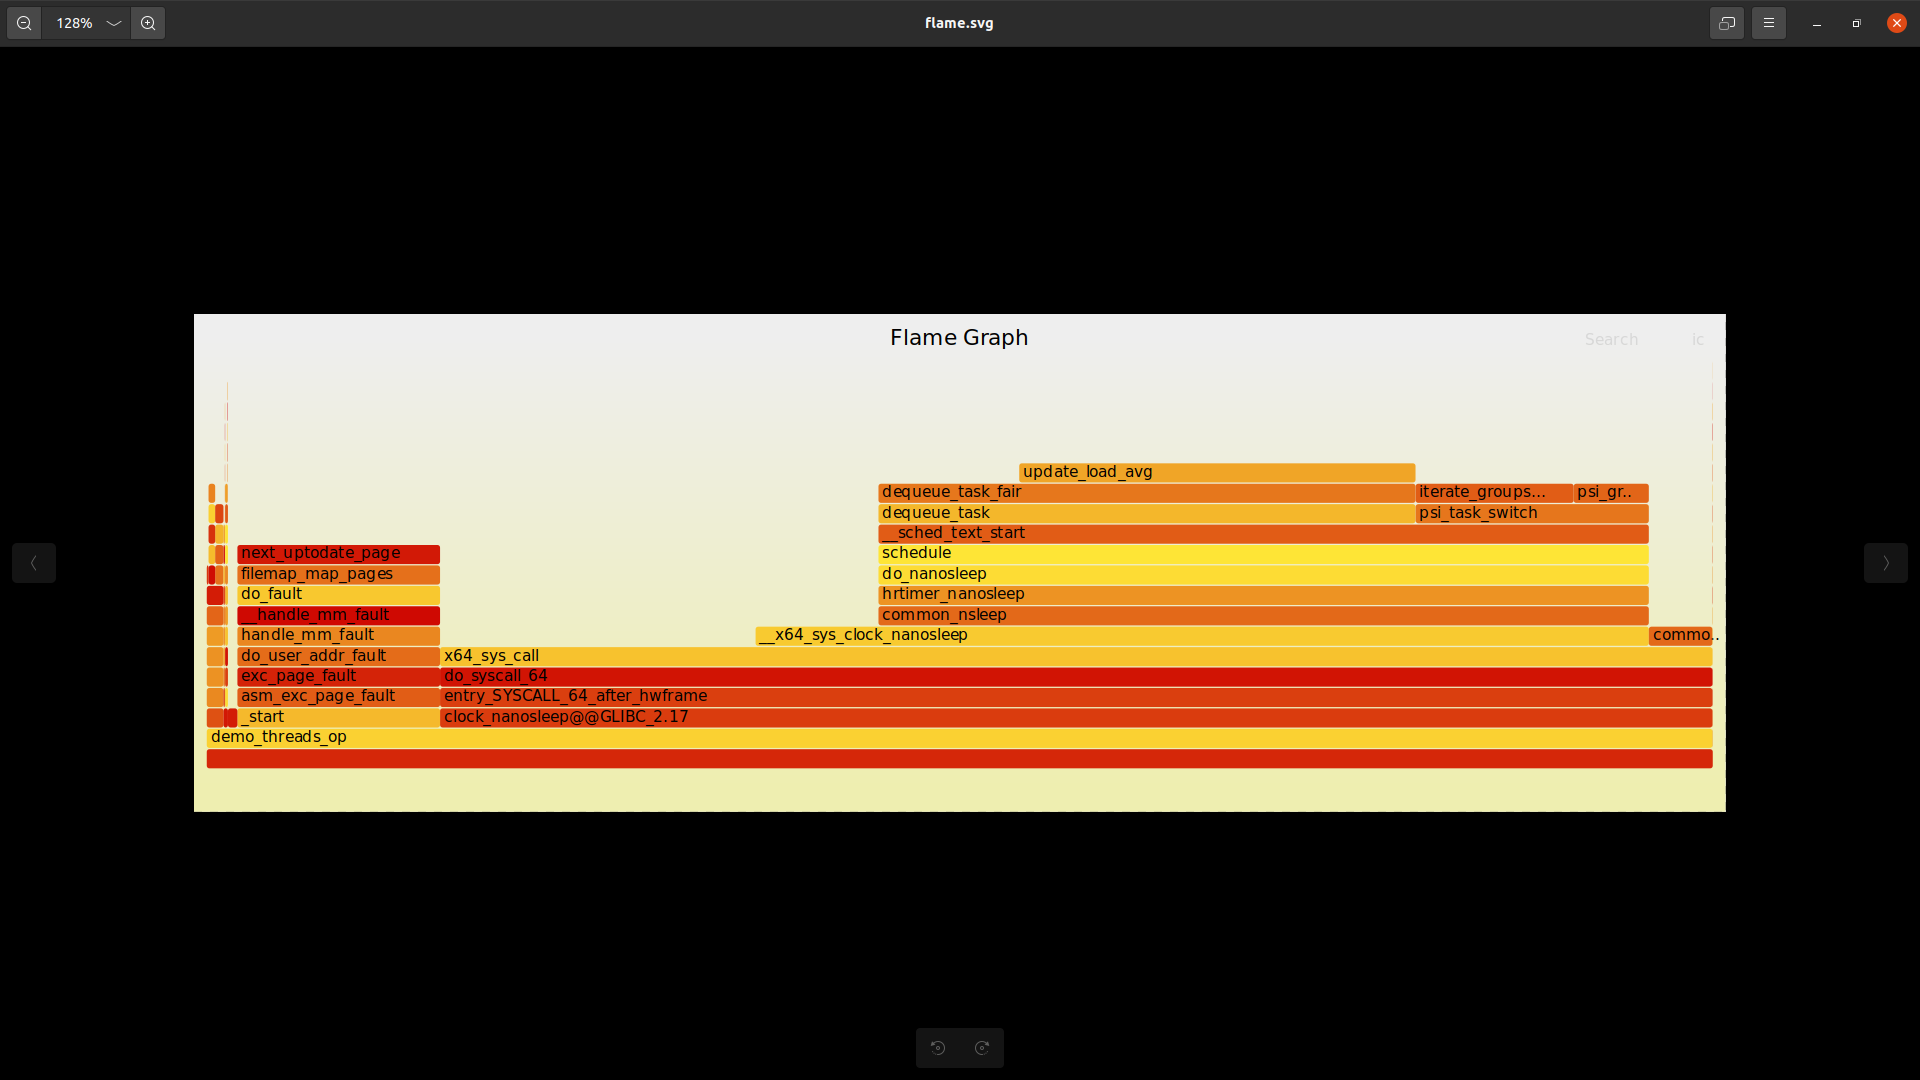 128%
flame.svg
Flame Graph
Search
ic
update_load_avg
dequeue_task_fair
iterate_groups...
psi_gr..
dequeue_task
psi_task_switch
__sched_text_start
next_uptodate_page
schedule
filemap_map_pages
do_nanosleep
do_fault
hrtimer_nanosleep
__handle_mm_fault
common_nsleep
handle_mm_fault
__x64_sys_clock_nanosleep
commo..
do_user_addr_fault
x64_sys_call
exc_page_fault
do_syscall_64
asm_exc_page_fault
entry_SYSCALL_64_after_hwframe
_start
clock_nanosleep@@GLIBC_2.17
demo_threads_op